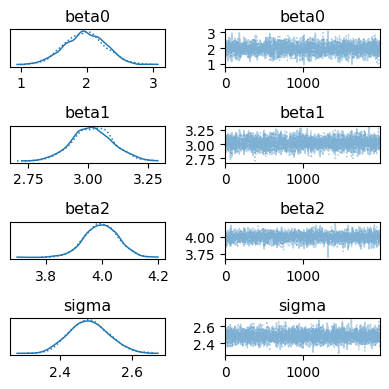 beta0 beta0
3
2
1
1 2 3 0 1000
beta1 beta1
3.25
3.00
2.75
2.75 3.00 3.25 0 1000
beta2 beta2
4.00
3.75
3.8 4.0 4.2 0 1000
sigma sigma
2.6
2.4
2.4 2.6 0 1000